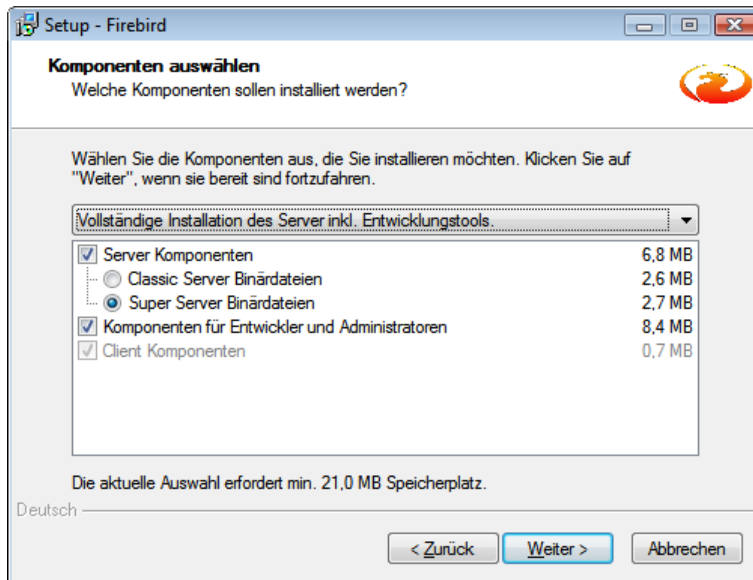 Setup - Firebird
Komponenten auswählen
Welche Komponenten sollen installiert werden?
Wählen Sie die Komponenten aus, die Sie installieren möchten. Klicken Sie auf
"Weiter", wenn sie bereit sind fortzufahren.
Vollständige Installation des Server inkl. Entwicklungstools.
Server Komponenten 6,8 MB
Classic Server Binärdateien 2,6 MB
Super Server Binärdateien 2,7 MB
Komponenten für Entwickler und Administratoren 8,4 MB
Client Komponenten 0,7 MB
Die aktuelle Auswahl erfordert min. 21,0 MB Speicherplatz.
Deutsch
< Zurück Weiter > Abbrechen